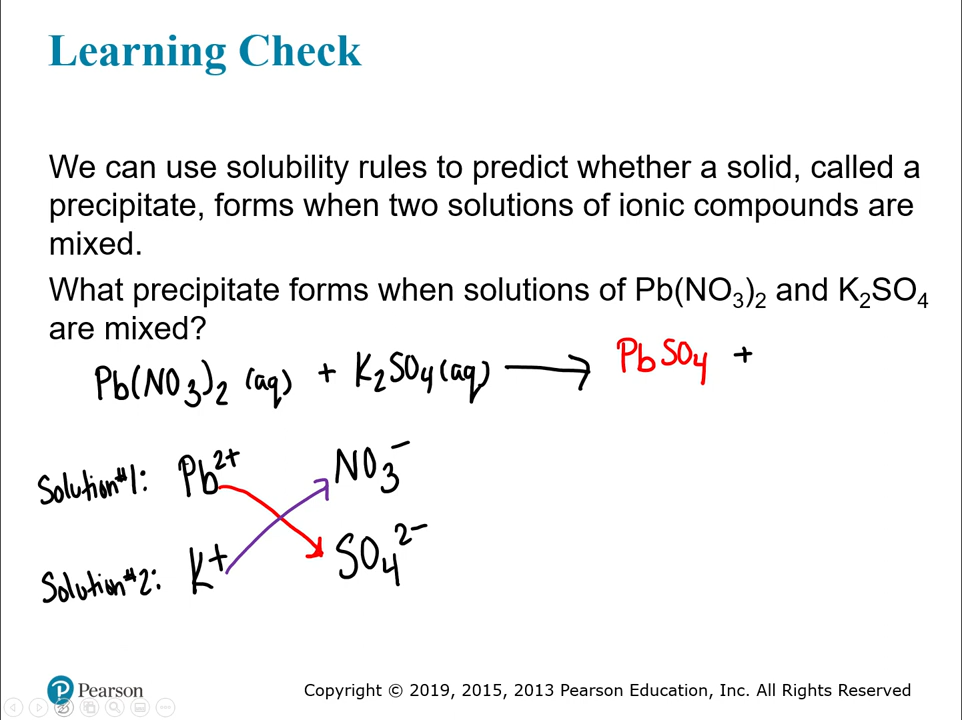 Learning Check
We can use solubility rules to predict whether a solid, called a
precipitate, forms when two solutions of ionic compounds are
mixed.
What precipitate forms when solutions of Pb(NO₃)₂ and K₂SO₄
are mixed?
Pb(NO₃)₂ (aq) + K₂SO₄ (aq) ⟶ PbSO₄ +
Solution #1: Pb²⁺ NO₃⁻
Solution #2: K⁺ SO₄²⁻
Pearson
Copyright © 2019, 2015, 2013 Pearson Education, Inc. All Rights Reserved